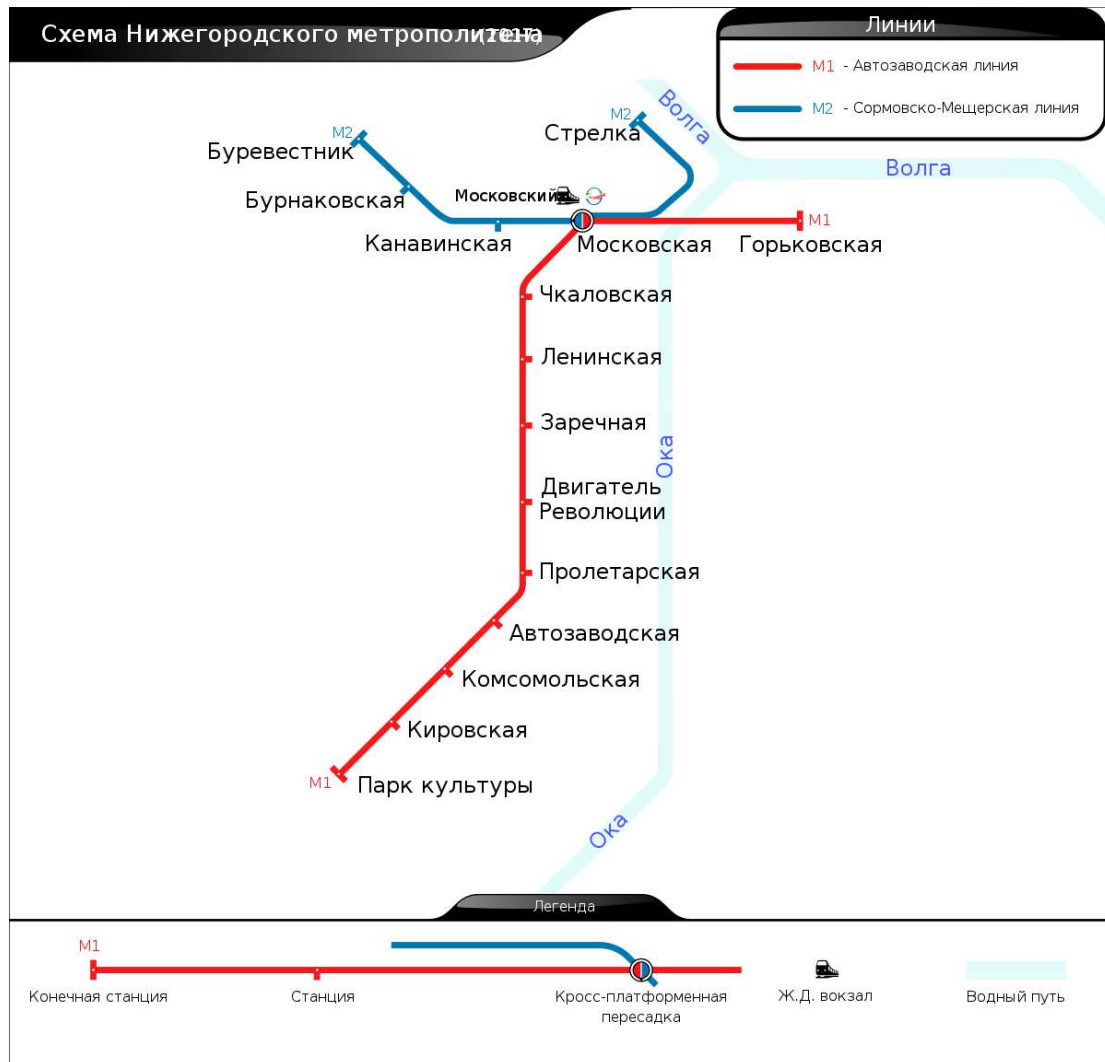 Схема Нижегородского метрополитена (2017)
Линии
M1 - Автозаводская линия
M2 - Сормовско-Мещерская линия
Волга
Волга
M2
Стрелка
M2
Буревестник
Бурнаковская
Московский
Канавинская
Московская
Горьковская
M1
Чкаловская
Ленинская
Заречная
Ока
Двигатель
Революции
Пролетарская
Автозаводская
Комсомольская
Кировская
M1
Парк культуры
Ока
Легенда
M1
Конечная станция
Станция
Кросс-платформенная
пересадка
Ж.Д. вокзал
Водный путь